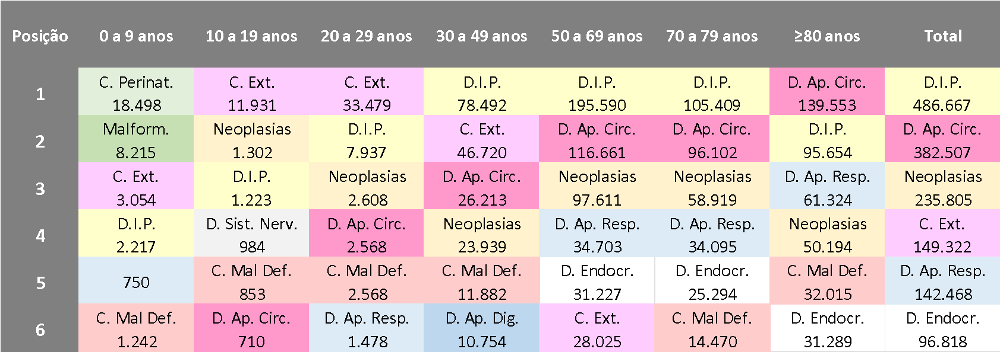 Posição 0 a 9 anos 10 a 19 anos 20 a 29 anos 30 a 49 anos 50 a 69 anos 70 a 79 anos ≥80 anos Total
1 C. Perinat. C. Ext. C. Ext. D.I.P. D.I.P. D.I.P. D. Ap. Circ. D.I.P.
18.498 11.931 33.479 78.492 195.590 105.409 139.553 486.667
2 Malform. Neoplasias D.I.P. C. Ext. D. Ap. Circ. D. Ap. Circ. D.I.P. D. Ap. Circ.
8.215 1.302 7.937 46.720 116.661 96.102 95.654 382.507
3 C. Ext. D.I.P. Neoplasias D. Ap. Circ. Neoplasias Neoplasias D. Ap. Resp. Neoplasias
3.054 1.223 2.608 26.213 97.611 58.919 61.324 235.805
4 D.I.P. D. Sist. Nerv. D. Ap. Circ. Neoplasias D. Ap. Resp. D. Ap. Resp. Neoplasias C. Ext.
2.217 984 2.568 23.939 34.703 34.095 50.194 149.322
5 750 C. Mal Def. C. Mal Def. C. Mal Def. D. Endocr. D. Endocr. C. Mal Def. D. Ap. Resp.
853 2.568 11.882 31.227 25.294 32.015 142.468
6 C. Mal Def. D. Ap. Circ. D. Ap. Resp. D. Ap. Dig. C. Ext. C. Mal Def. D. Endocr. D. Endocr.
1.242 710 1.478 10.754 28.025 14.470 31.289 96.818